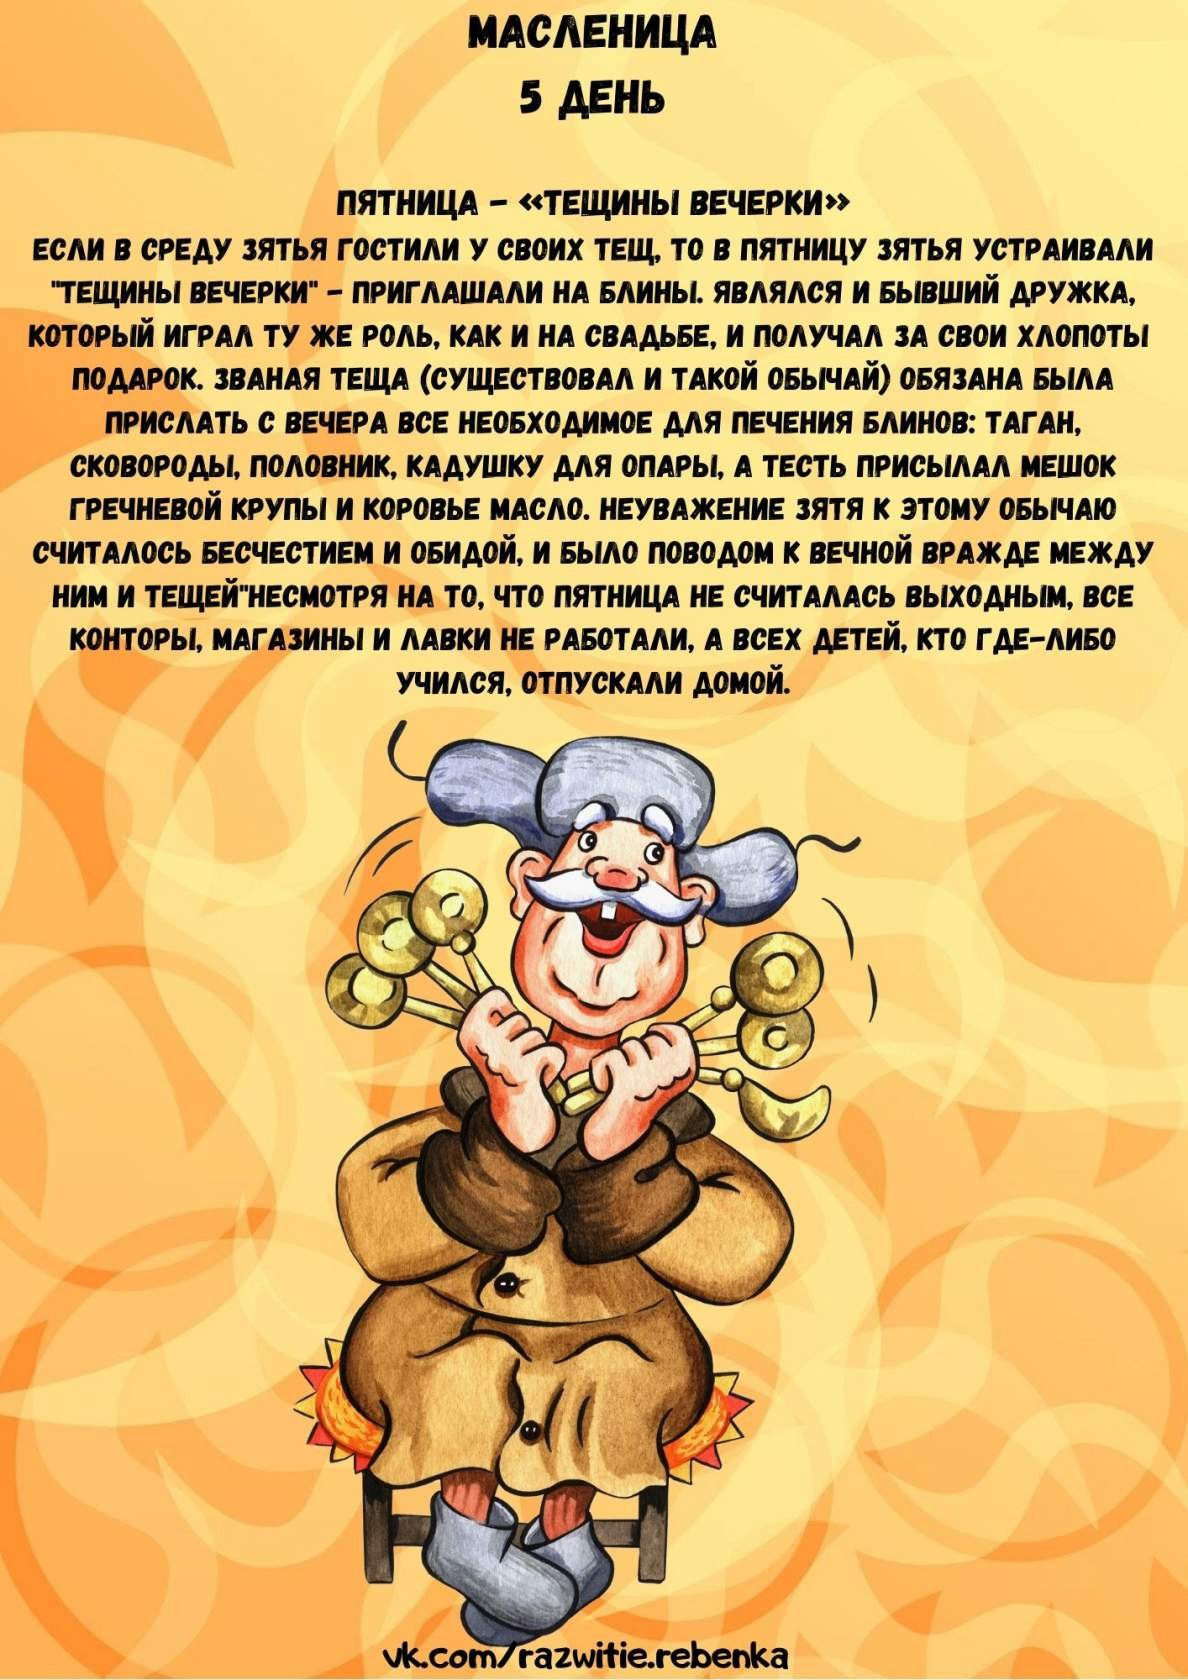 МАСЛЕНИЦА
5 ДЕНЬ
ПЯТНИЦА – «ТЕЩИНЫ ВЕЧЕРКИ»
ЕСЛИ В СРЕДУ ЗЯТЬЯ ГОСТИЛИ У СВОИХ ТЕЩ, ТО В ПЯТНИЦУ ЗЯТЬЯ УСТРАИВАЛИ
"ТЕЩИНЫ ВЕЧЕРКИ" – ПРИГЛАШАЛИ НА БЛИНЫ. ЯВЛЯЛСЯ И БЫВШИЙ ДРУЖКА,
КОТОРЫЙ ИГРАЛ ТУ ЖЕ РОЛЬ, КАК И НА СВАДЬБЕ, И ПОЛУЧАЛ ЗА СВОИ ХЛОПОТЫ
ПОДАРОК. ЗВАНАЯ ТЕЩА (СУЩЕСТВОВАЛ И ТАКОЙ ОБЫЧАЙ) ОБЯЗАНА БЫЛА
ПРИСЛАТЬ С ВЕЧЕРА ВСЕ НЕОБХОДИМОЕ ДЛЯ ПЕЧЕНИЯ БЛИНОВ: ТАГАН,
СКОВОРОДЫ, ПОЛОВНИК, КАДУШКУ ДЛЯ ОПАРЫ, А ТЕСТЬ ПРИСЫЛАЛ МЕШОК
ГРЕЧНЕВОЙ КРУПЫ И КОРОВЬЕ МАСЛО. НЕУВАЖЕНИЕ ЗЯТЯ К ЭТОМУ ОБЫЧАЮ
СЧИТАЛОСЬ БЕСЧЕСТИЕМ И ОБИДОЙ, И БЫЛО ПОВОДОМ К ВЕЧНОЙ ВРАЖДЕ МЕЖДУ
НИМ И ТЕЩЕЙ"НЕСМОТРЯ НА ТО, ЧТО ПЯТНИЦА НЕ СЧИТАЛАСЬ ВЫХОДНЫМ, ВСЕ
КОНТОРЫ, МАГАЗИНЫ И ЛАВКИ НЕ РАБОТАЛИ, А ВСЕХ ДЕТЕЙ, КТО ГДЕ-ЛИБО
УЧИЛСЯ, ОТПУСКАЛИ ДОМОЙ.
vk.com/razwitie.rebenka